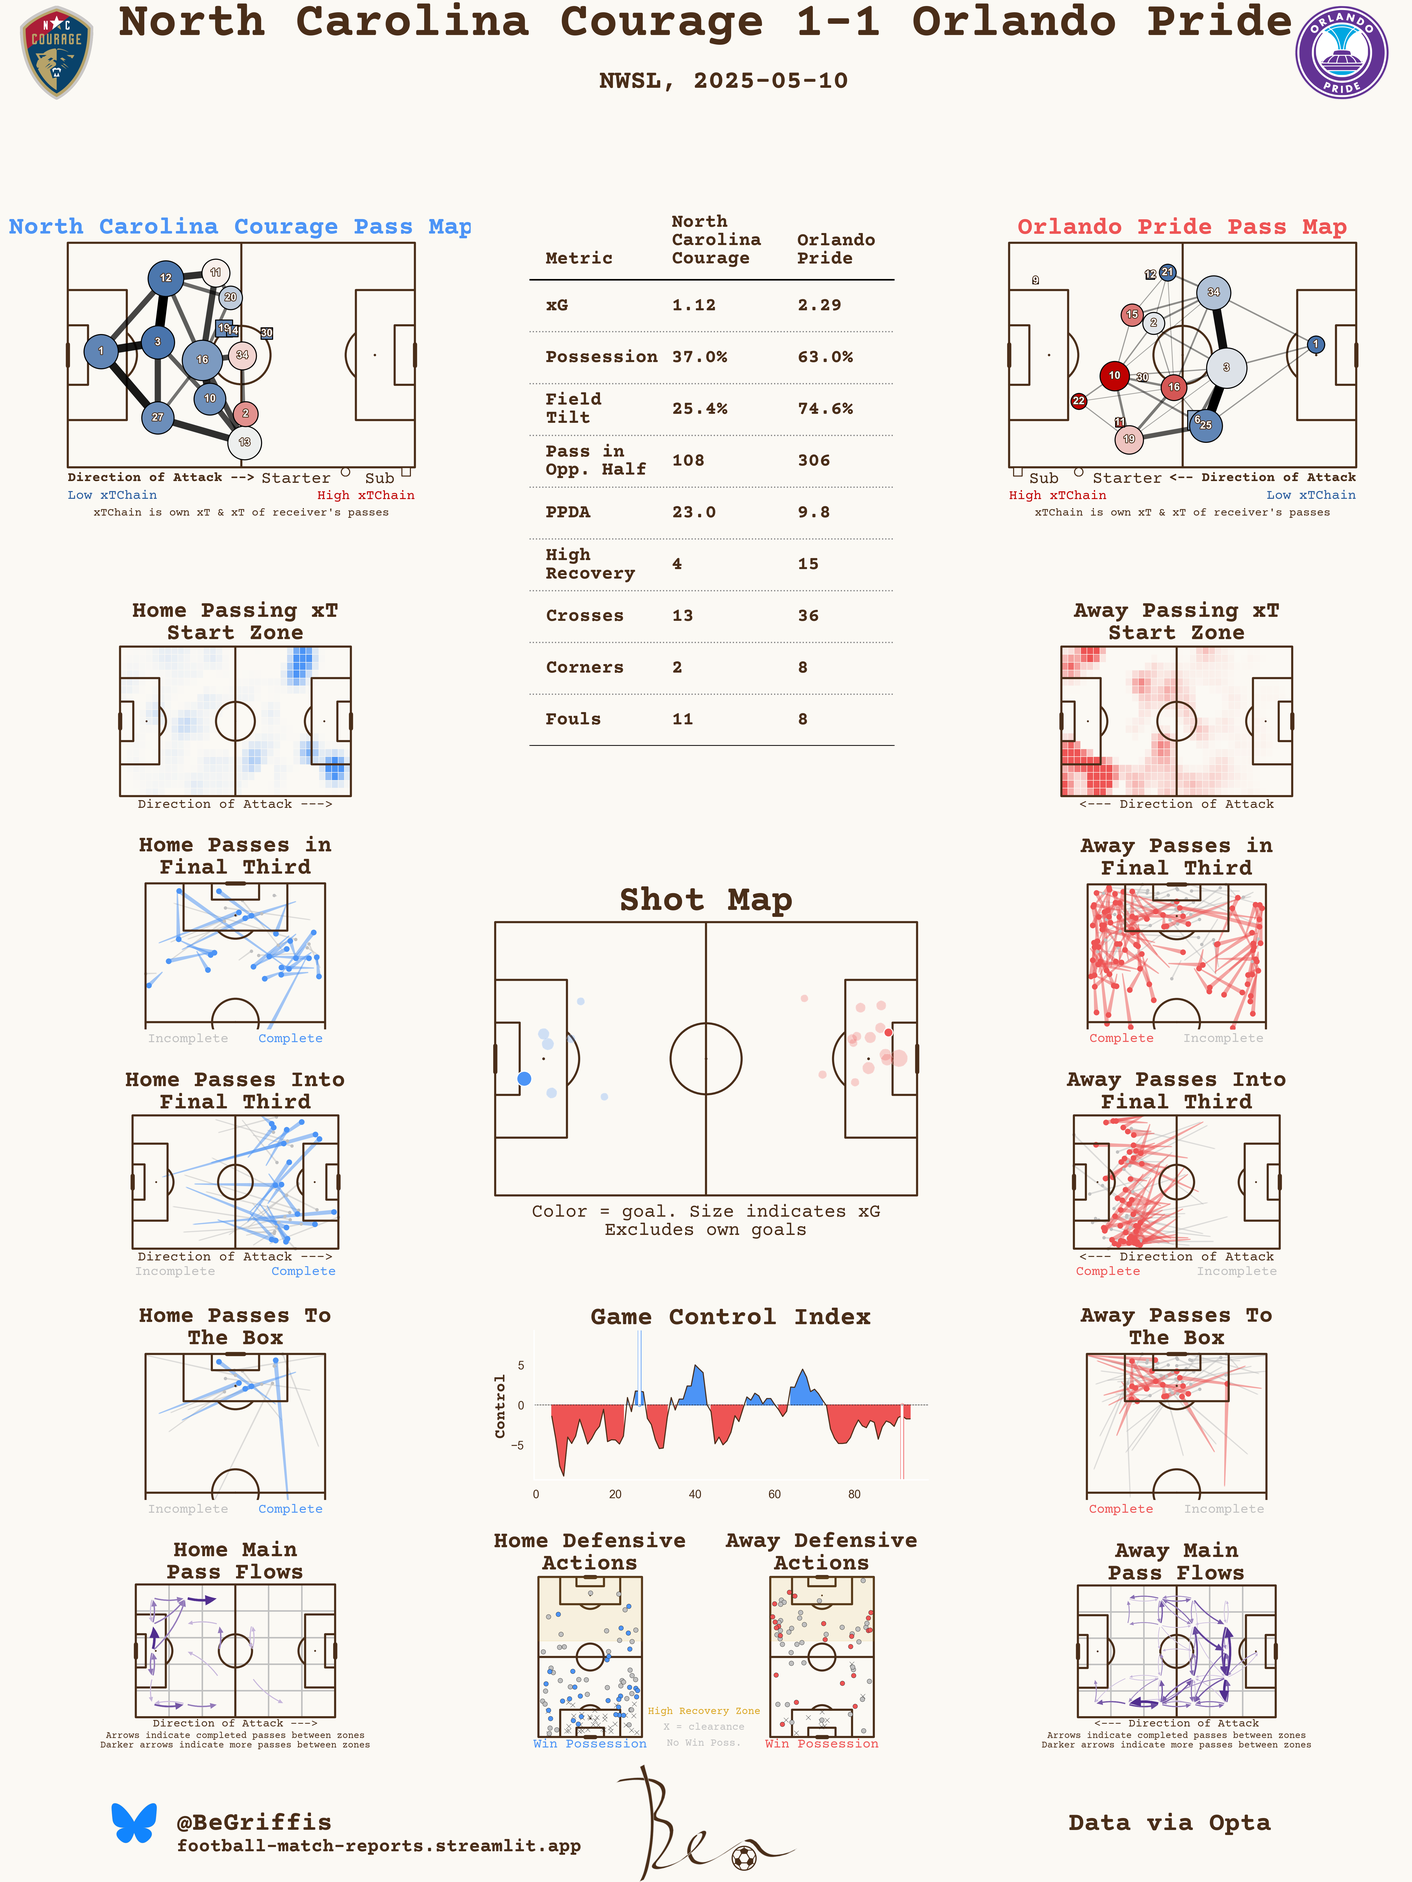 North Carolina Courage 1-1 Orlando Pride
NWSL, 2025-05-10
N C
COURAGE
ORLANDO
PRIDE
North Carolina Courage Pass Map
12
11
20
19
14
30
1
3
16
34
10
2
27
13
Direction of Attack --> Starter Sub
Low xTChain High xTChain
xTChain is own xT & xT of receiver's passes
Metric North Carolina Courage Orlando Pride
xG 1.12 2.29
Possession 37.0% 63.0%
Field Tilt 25.4% 74.6%
Pass in Opp. Half 108 306
PPDA 23.0 9.8
High Recovery 4 15
Crosses 13 36
Corners 2 8
Fouls 11 8
Orlando Pride Pass Map
9
12
21
34
15
2
1
3
10
30
16
22
11
6
25
19
Sub Starter <-- Direction of Attack
High xTChain Low xTChain
xTChain is own xT & xT of receiver's passes
Home Passing xT
Start Zone
Direction of Attack --->
Away Passing xT
Start Zone
<--- Direction of Attack
Home Passes in
Final Third
Incomplete Complete
Away Passes in
Final Third
Complete Incomplete
Shot Map
Color = goal. Size indicates xG
Excludes own goals
Home Passes Into
Final Third
Direction of Attack --->
Incomplete Complete
Away Passes Into
Final Third
<--- Direction of Attack
Complete Incomplete
Home Passes To
The Box
Incomplete Complete
Game Control Index
Control
5
0
−5
0 20 40 60 80
Away Passes To
The Box
Complete Incomplete
Home Main
Pass Flows
Direction of Attack --->
Arrows indicate completed passes between zones
Darker arrows indicate more passes between zones
Home Defensive
Actions
Win Possession
High Recovery Zone
X = clearance
No Win Poss.
Away Defensive
Actions
Win Possession
Away Main
Pass Flows
<--- Direction of Attack
Arrows indicate completed passes between zones
Darker arrows indicate more passes between zones
@BeGriffis
football-match-reports.streamlit.app
Ben
Data via Opta